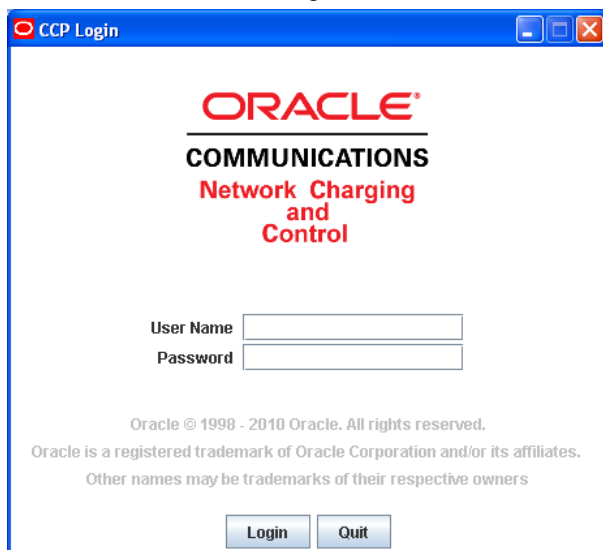 CCP Login
ORACLE®
COMMUNICATIONS
Network Charging
and
Control
User Name
Password
Oracle © 1998 - 2010 Oracle. All rights reserved.
Oracle is a registered trademark of Oracle Corporation and/or its affiliates.
Other names may be trademarks of their respective owners
Login Quit